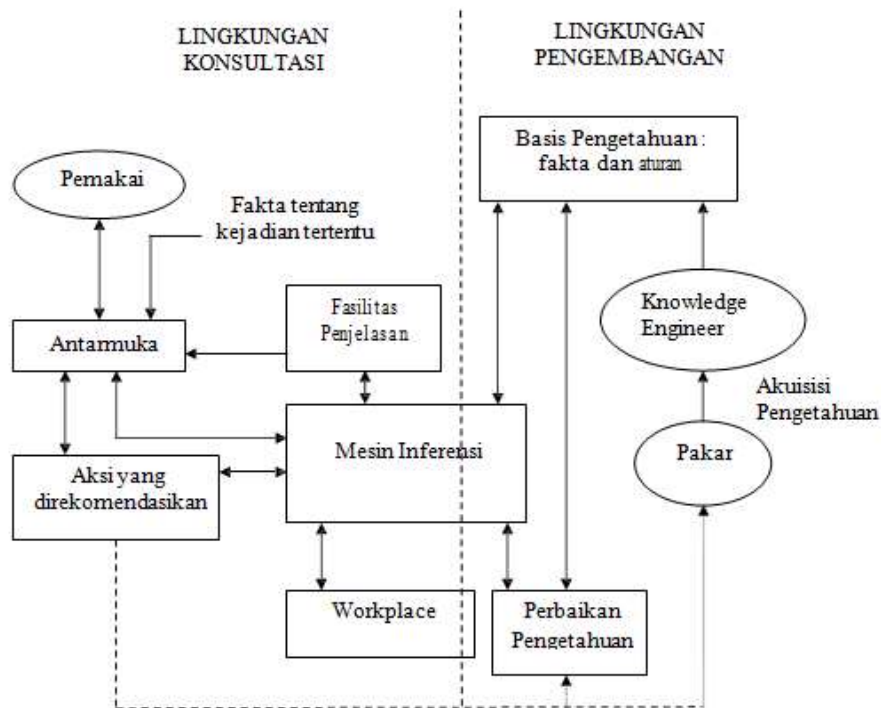 LINGKUNGAN
KONSULTASI
LINGKUNGAN
PENGEMBANGAN
Basis Pengetahuan :
fakta dan aturan
Pemakai
Fakta tentang
kejadian tertentu
Fasilitas
Penjelasan
Knowledge
Engineer
Antarmuka
Akuisisi
Pengetahuan
Mesin Inferensi
Pakar
Aksi yang
direkomendasikan
Workplace
Perbaikan
Pengetahuan